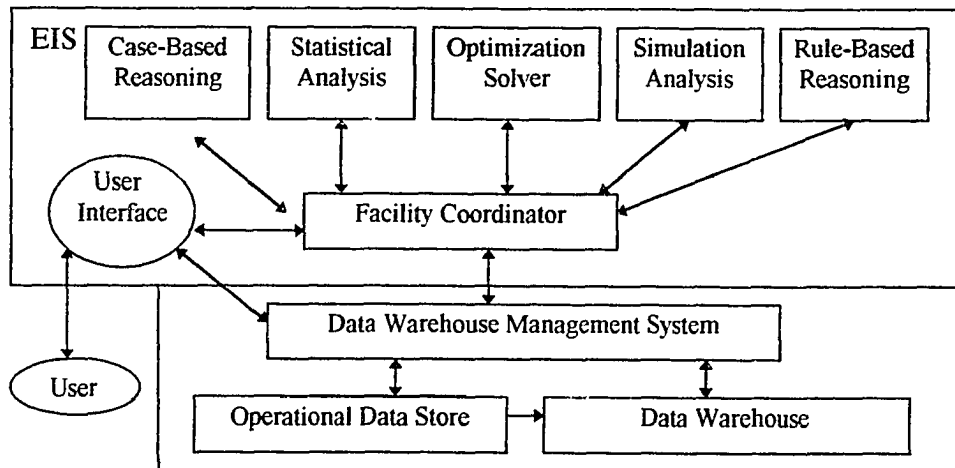 EIS
Case-Based
Reasoning
Statistical
Analysis
Optimization
Solver
Simulation
Analysis
Rule-Based
Reasoning
User
Interface
Facility Coordinator
Data Warehouse Management System
User
Operational Data Store
Data Warehouse